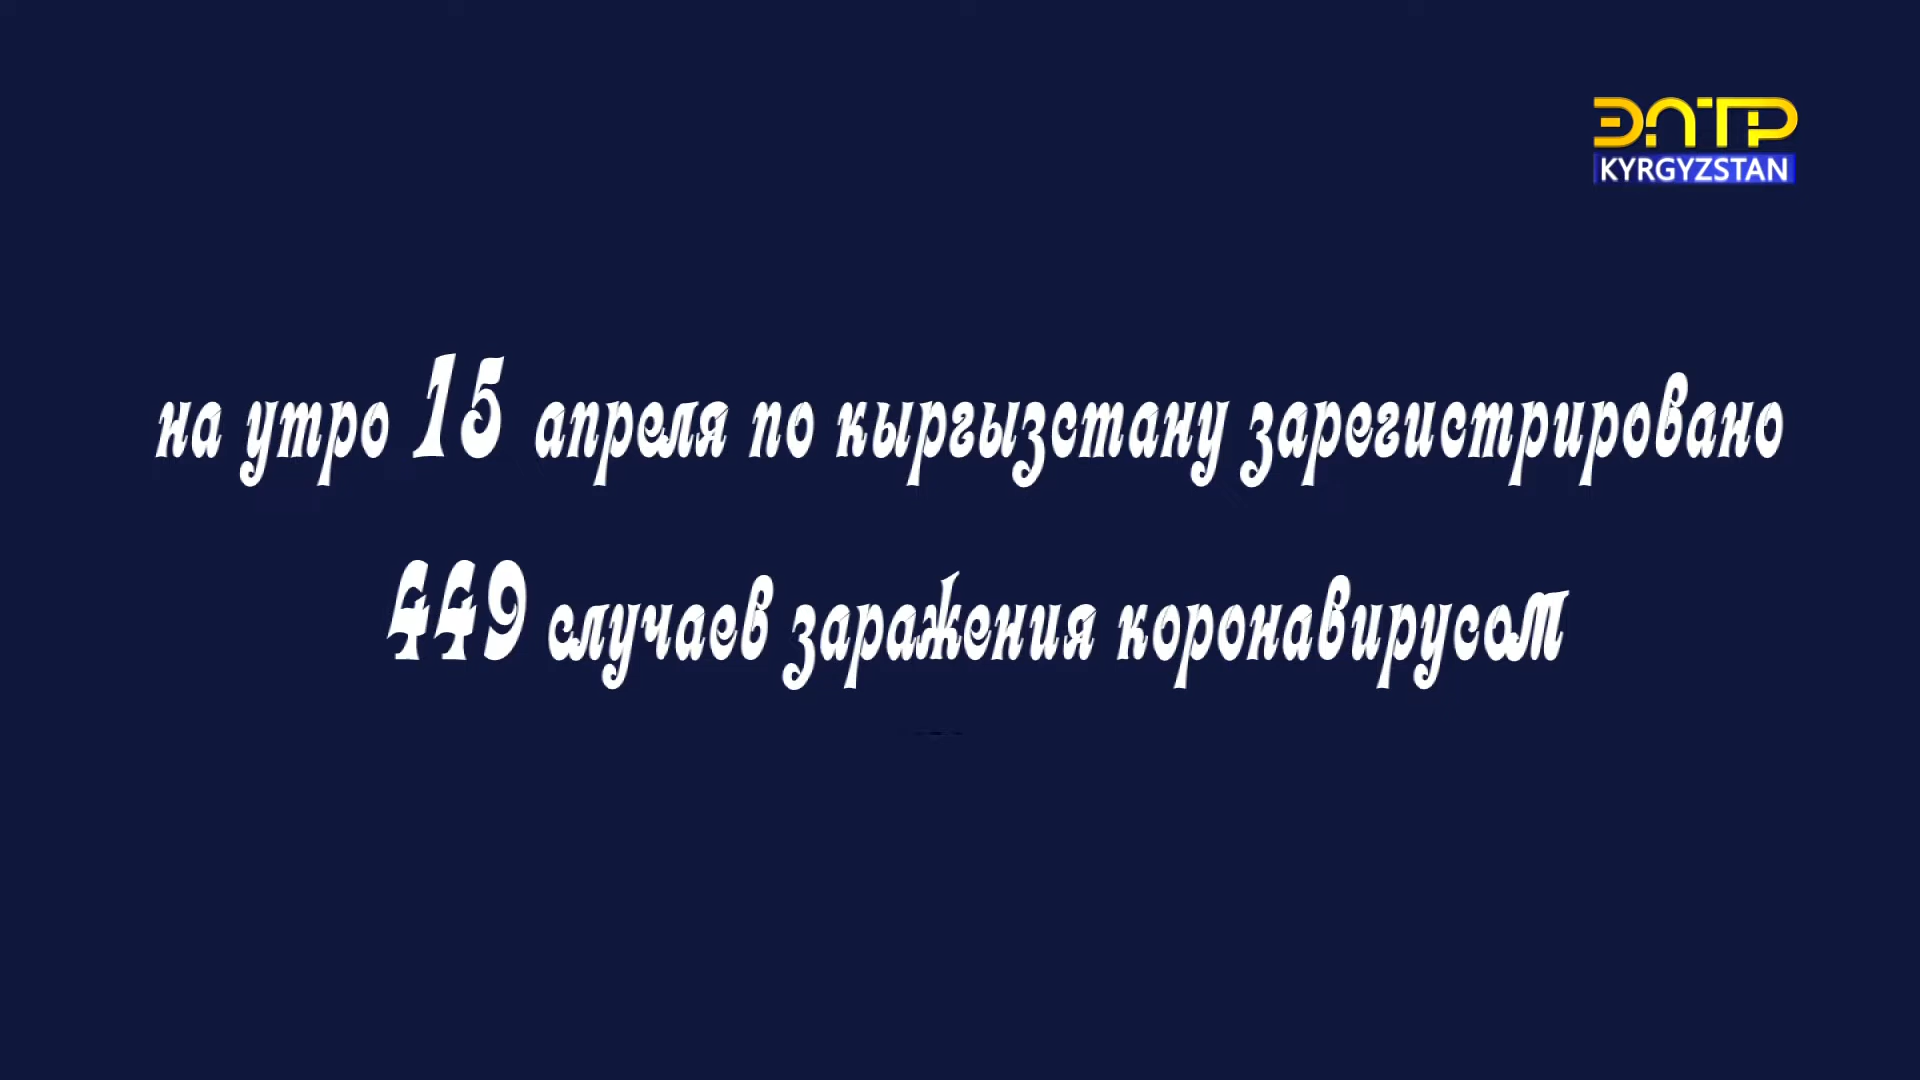 ЭЛТР
KYRGYZSTAN
на утро 15 апреля по кыргызстану зарегистрировано
449 случаев заражения коронавирусом